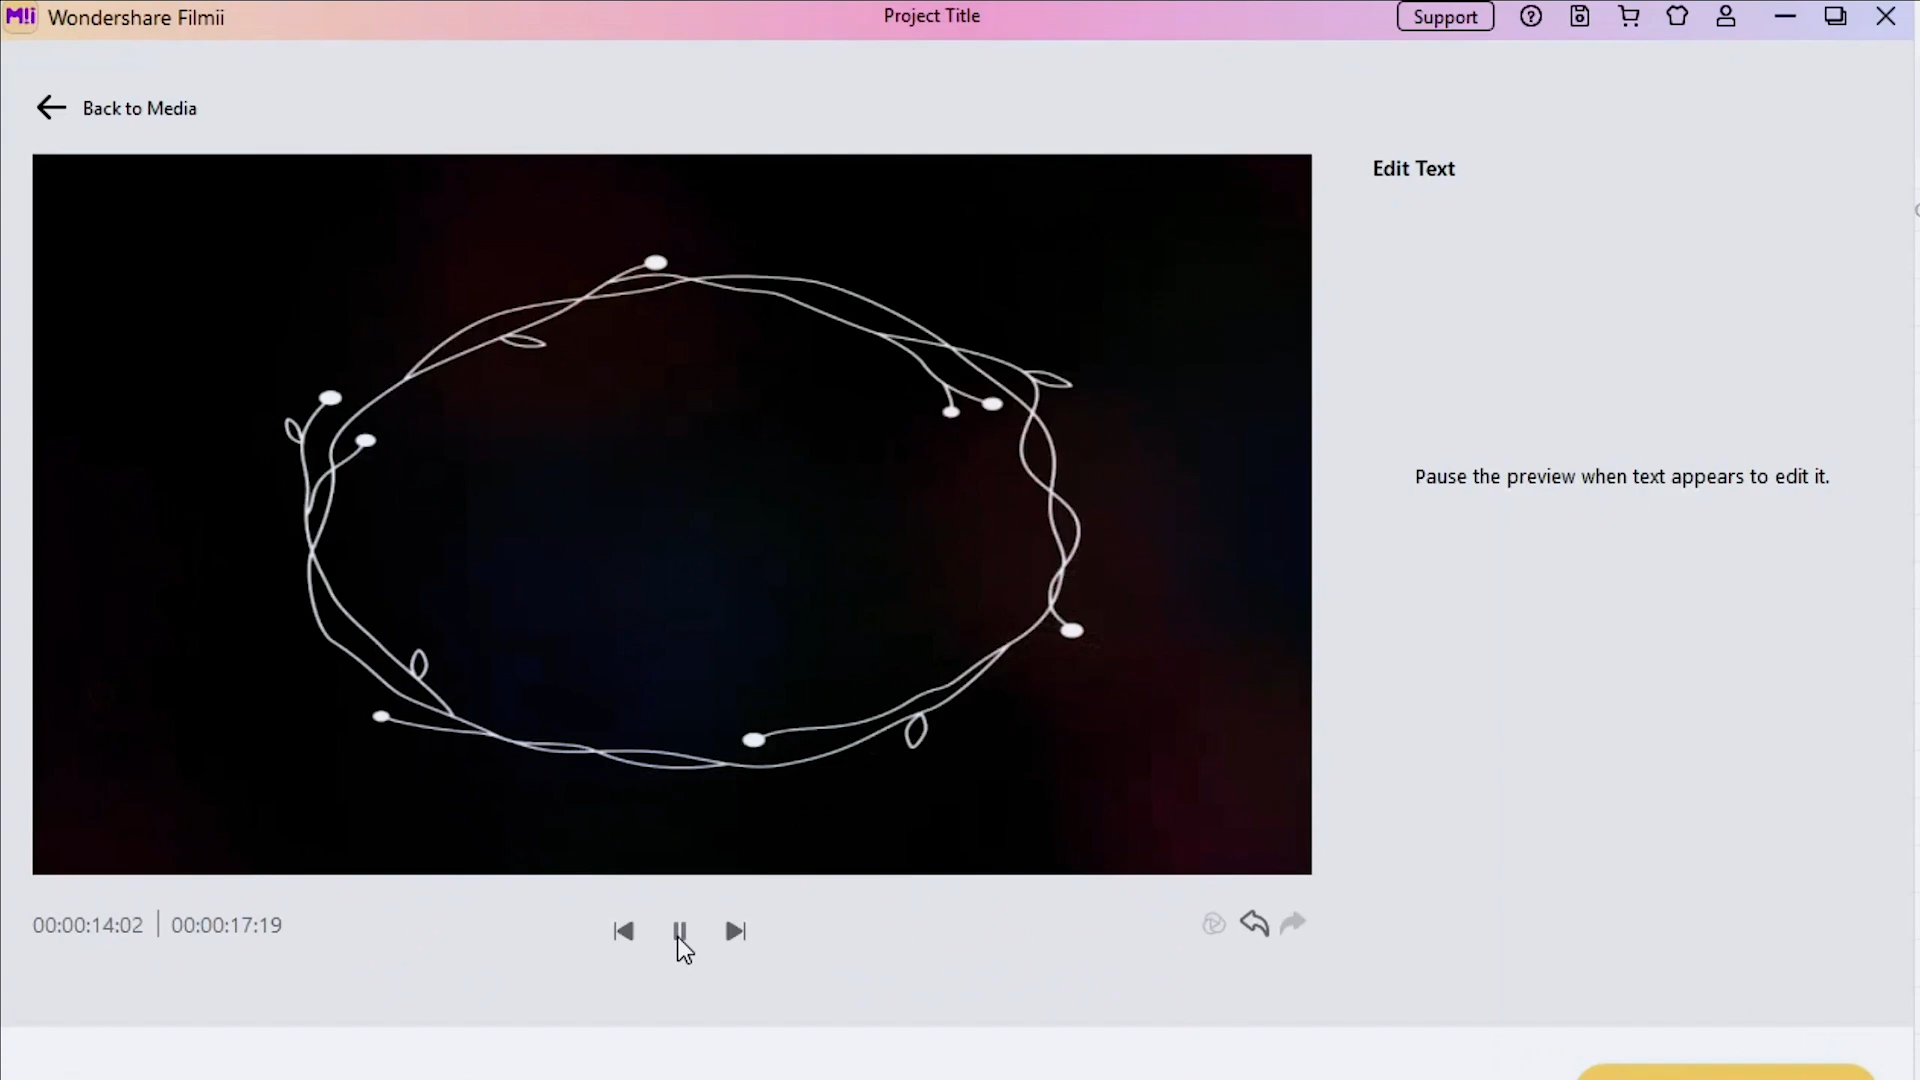 M!i Wondershare Filmii
Project Title
Support
Back to Media
Edit Text
Pause the preview when text appears to edit it.
00:00:14:02 | 00:00:17:19